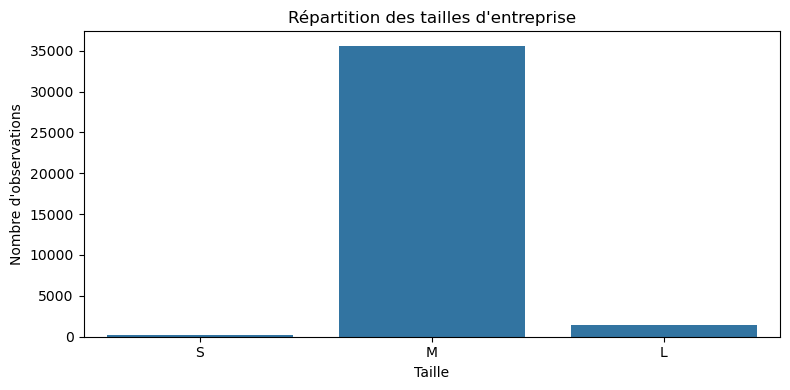 Répartition des tailles d'entreprise
Nombre d'observations
35000
30000
25000
20000
15000
10000
5000
0
S M L
Taille